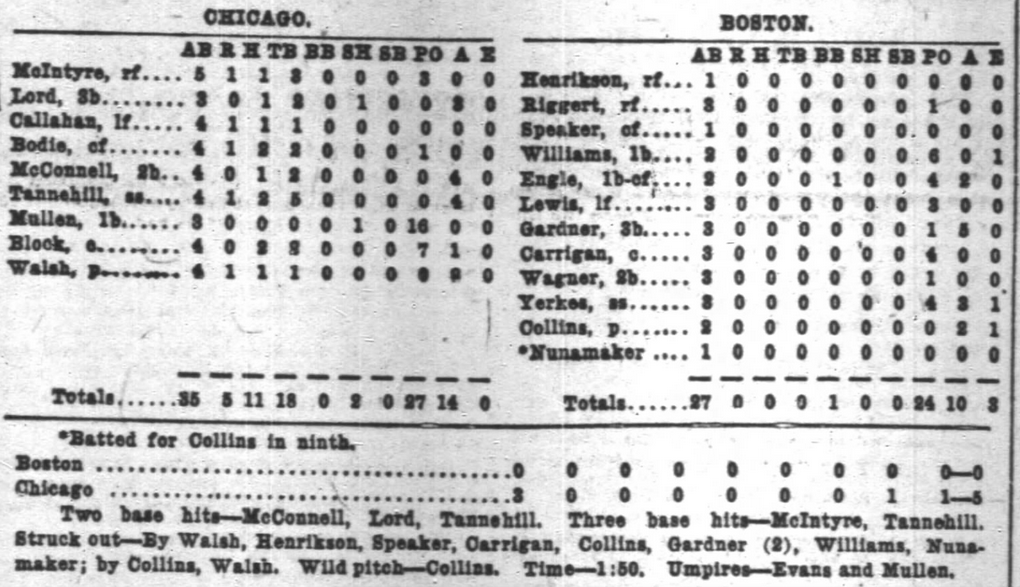 CHICAGO.
AB R H TB BB SH SB PO A E
McIntyre, rf.... 5 1 1 3 0 0 0 3 0 0
Lord, 3b........ 3 0 1 2 0 1 0 0 3 0
Callahan, lf..... 4 1 1 1 0 0 0 0 0 0
Bodie, cf....... 4 1 2 2 0 0 0 1 0 0
McConnell, 2b.. 4 0 1 2 0 0 0 0 4 0
Tannehill, ss.... 4 1 2 5 0 0 0 0 4 0
Mullen, 1b...... 3 0 0 0 0 1 0 16 0 0
Block, c......... 4 0 2 2 0 0 0 7 1 0
Walsh, p........ 4 1 1 1 0 0 0 0 2 0
Totals......35 5 11 18 0 2 0 27 14 0
BOSTON.
AB R H TB BB SH SB PO A E
Henrikson, rf... 1 0 0 0 0 0 0 0 0 0
Riggert, rf..... 3 0 0 0 0 0 0 1 0 0
Speaker, cf..... 1 0 0 0 0 0 0 0 0 0
Williams, 1b.... 2 0 0 0 0 0 0 6 0 1
Engle, 1b-cf.... 2 0 0 0 1 0 0 4 2 0
Lewis, lf....... 3 0 0 0 0 0 0 3 0 0
Gardner, 3b.... 3 0 0 0 0 0 0 1 5 0
Carrigan, c..... 3 0 0 0 0 0 0 4 0 0
Wagner, 2b.... 3 0 0 0 0 0 0 1 0 0
Yerkes, ss...... 3 0 0 0 0 0 0 4 3 1
Collins, p....... 2 0 0 0 0 0 0 0 2 1
*Nunamaker .... 1 0 0 0 0 0 0 0 0 0
Totals......27 0 0 0 1 0 0 24 10 3
*Batted for Collins in ninth.
Boston ....................................0 0 0 0 0 0 0 0 0—0
Chicago ...................................3 0 0 0 0 0 0 1 1—5
Two base hits—McConnell, Lord, Tannehill. Three base hits—McIntyre, Tannehill.
Struck out—By Walsh, Henrikson, Speaker, Carrigan, Collins, Gardner (2), Williams, Nuna-
maker; by Collins, Walsh. Wild pitch—Collins. Time—1:50. Umpires—Evans and Mullen.